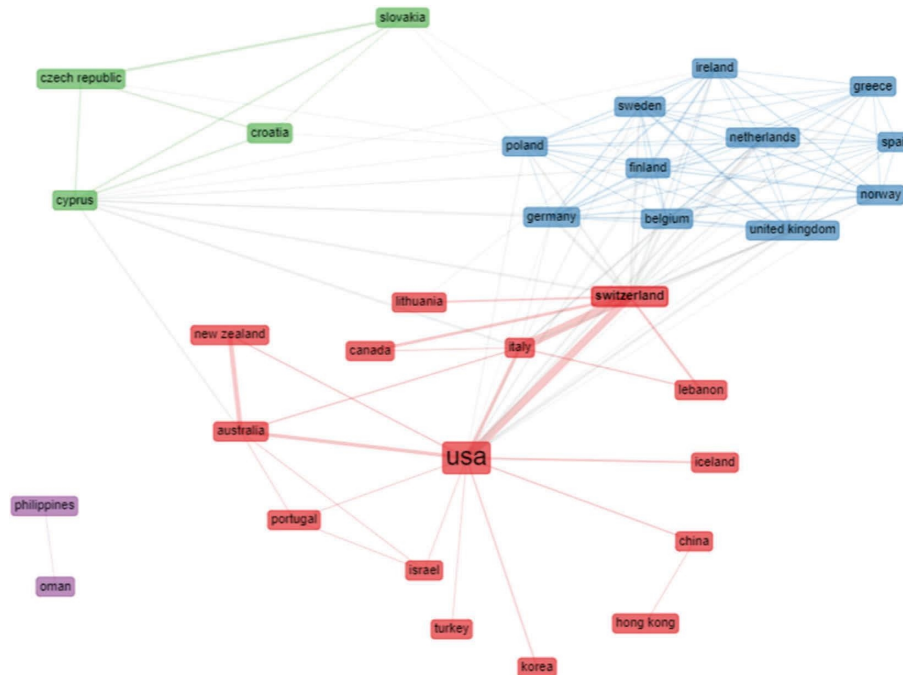 slovakia
czech republic
croatia
cyprus
ireland
greece
sweden
netherlands
poland
spai
finland
norway
germany
belgium
united kingdom
switzerland
lithuania
new zealand
canada
italy
lebanon
australia
usa
iceland
philippines
portugal
china
israel
oman
hong kong
turkey
korea